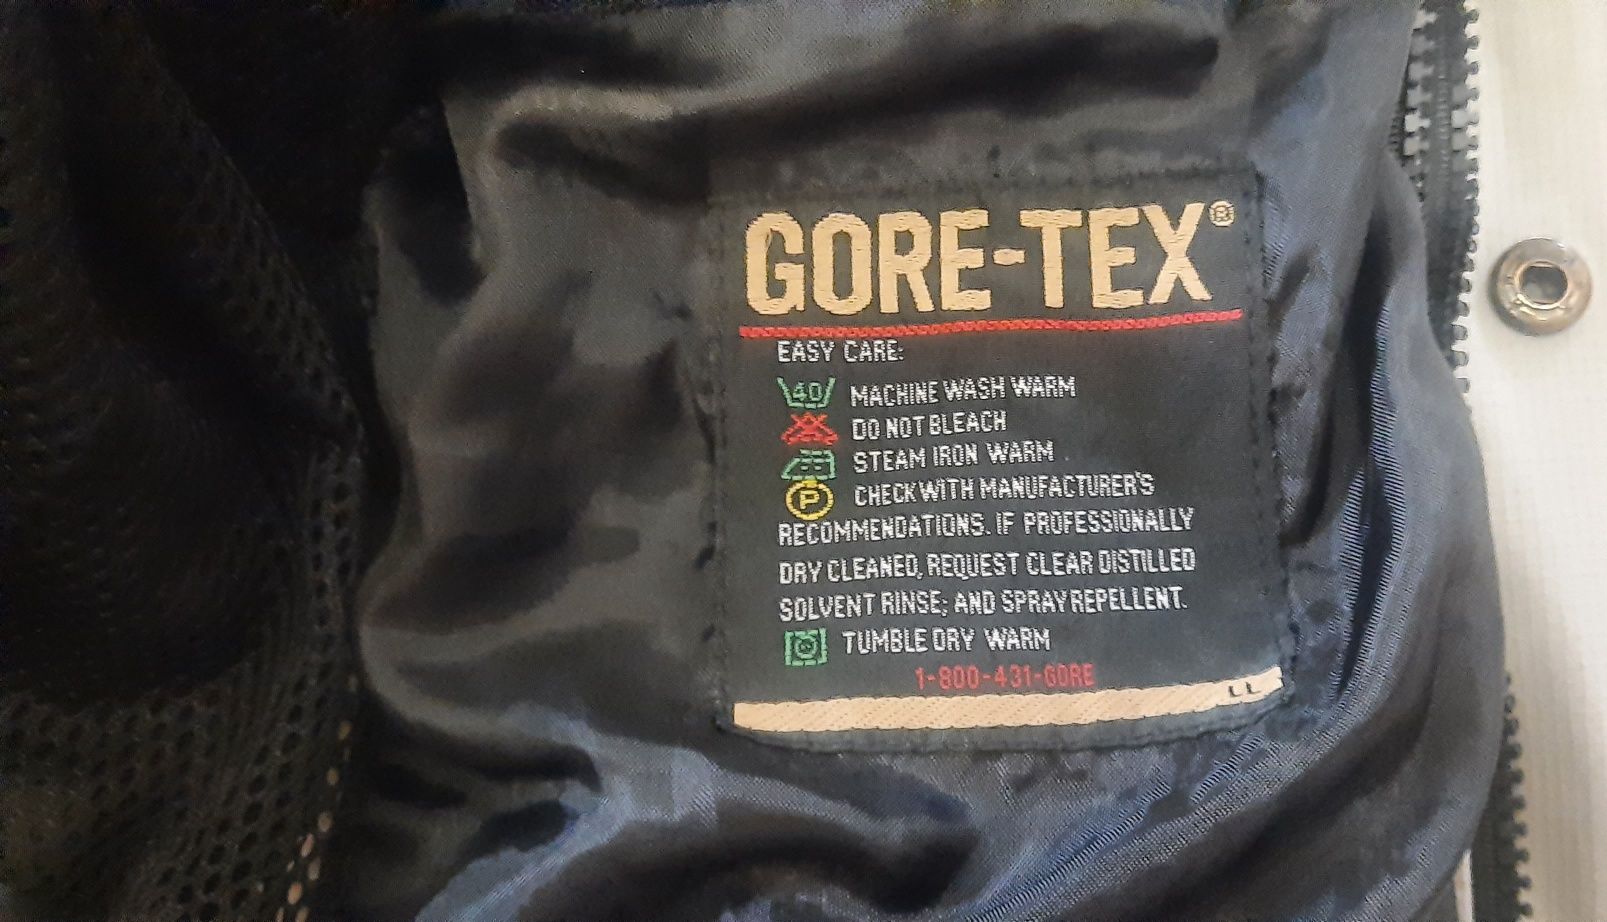 GORE-TEX®
EASY CARE:
40 MACHINE WASH WARM
DO NOT BLEACH
STEAM IRON WARM
P CHECK WITH MANUFACTURER'S
RECOMMENDATIONS. IF PROFESSIONALLY
DRY CLEANED, REQUEST CLEAR DISTILLED
SOLVENT RINSE; AND SPRAY REPELLENT.
TUMBLE DRY WARM
1-800-431-GORE
LL